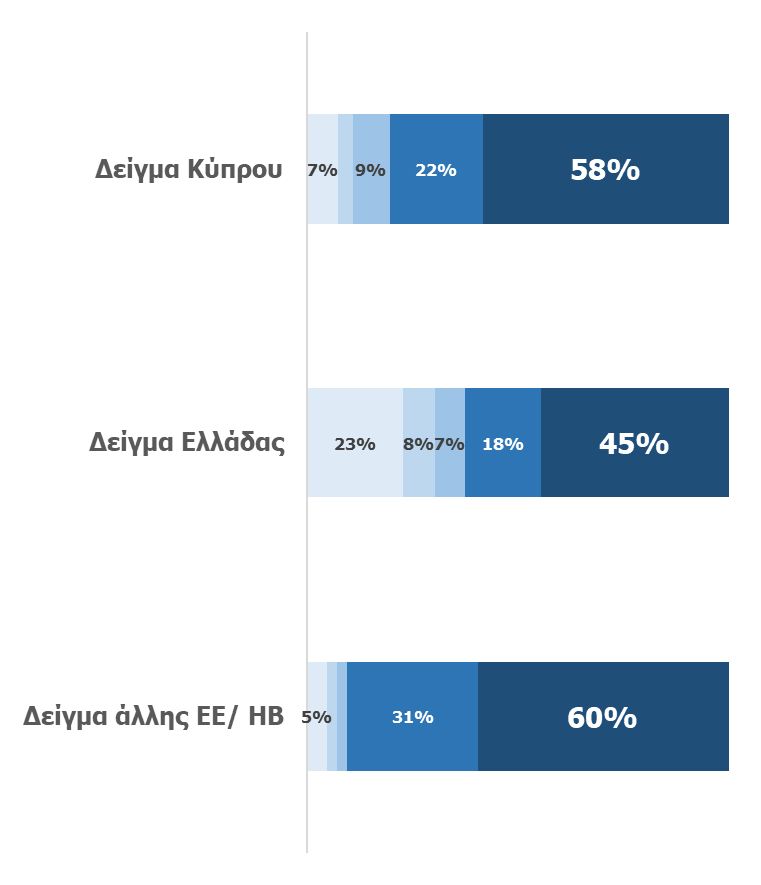 Δείγμα Κύπρου 7% 9% 22% 58%
Δείγμα Ελλάδας 23% 8% 7% 18% 45%
Δείγμα άλλης ΕΕ/ ΗΒ 5% 31% 60%